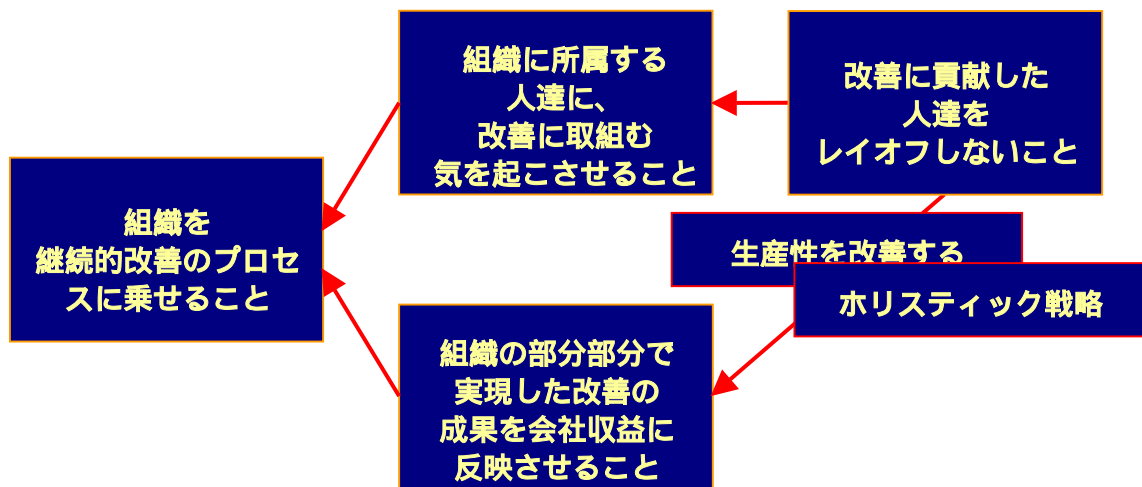 組織を
継続的改善のプロセ
スに乗せること
組織に所属する
人達に、
改善に取組む
気を起こさせること
改善に貢献した
人達を
レイオフしないこと
生産性を改善する
ホリスティック戦略
組織の部分部分で
実現した改善の
成果を会社収益に
反映させること